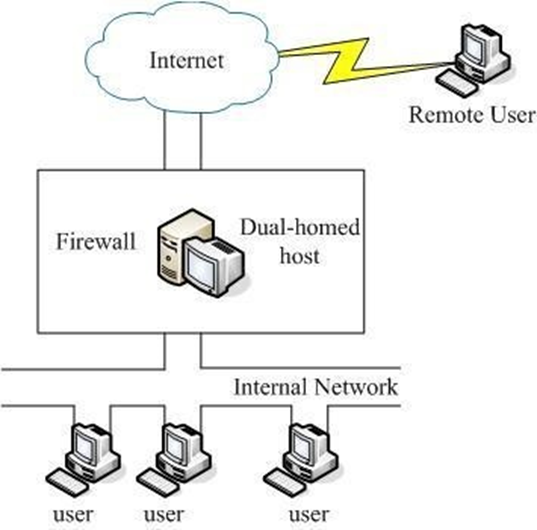 Internet
Remote User
Firewall
Dual-homed
host
Internal Network
user
user
user